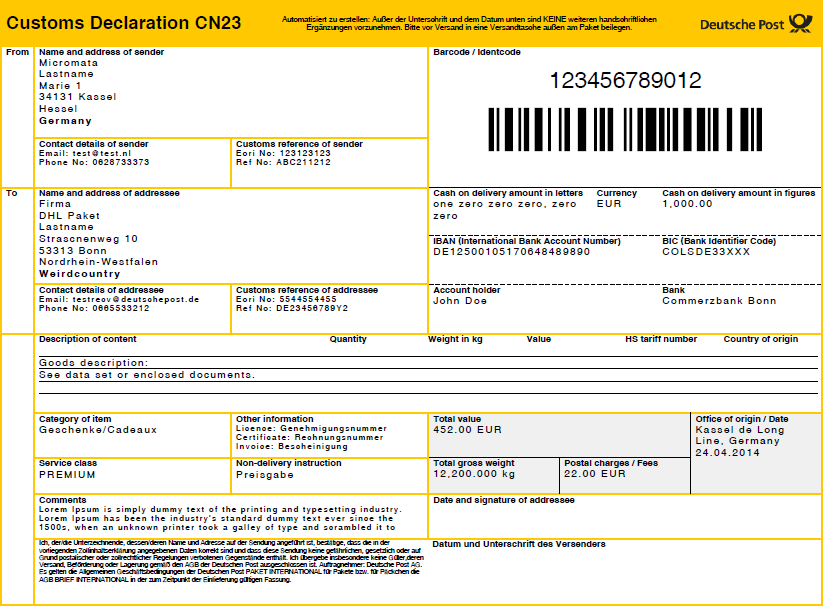 Customs Declaration CN23
Automatisiert zu erstellen: Außer der Unterschrift und dem Datum unten sind KEINE weiteren handschriftlichen
Ergänzungen vorzunehmen. Bitte vor Versand in eine Versandtasche außen am Paket beilegen.
Deutsche Post
From
Name and address of sender
Micromata
Lastname
Marie 1
34131 Kassel
Hessel
Germany
Contact details of sender
Email: test@test.nl
Phone No: 0628733373
Customs reference of sender
Eori No: 123123123
Ref No: ABC211212
Barcode / Identcode
123456789012
To
Name and address of addressee
Firma
DHL Paket
Lastname
Strascnenweg 10
53313 Bonn
Nordrhein-Westfalen
Weirdcountry
Contact details of addressee
Email: testreov@deutschepost.de
Phone No: 0665533212
Customs reference of addressee
Eori No: 5544554455
Ref No: DE23456789Y2
Cash on delivery amount in letters
one zero zero zero, zero
zero
Currency
EUR
Cash on delivery amount in figures
1,000.00
IBAN (International Bank Account Number)
DE12500105170648489890
BIC (Bank Identifier Code)
COLSDE33XXX
Account holder
John Doe
Bank
Commerzbank Bonn
Description of content Quantity Weight in kg Value HS tariff number Country of origin
Goods description:
See data set or enclosed documents.
Category of item
Geschenke/Cadeaux
Other information
Licence: Genehmigungsnummer
Certificate: Rechnungsnummer
Invoice: Bescheinigung
Total value
452.00 EUR
Office of origin / Date
Kassel de Long
Line, Germany
24.04.2014
Service class
PREMIUM
Non-delivery instruction
Preisgabe
Total gross weight
12,200.000 kg
Postal charges / Fees
22.00 EUR
Comments
Lorem Ipsum is simply dummy text of the printing and typesetting industry.
Lorem Ipsum has been the industry's standard dummy text ever since the
1500s, when an unknown printer took a galley of type and scrambled it to
Date and signature of addressee
Ich, der/die Unterzeichnende, dessen/deren Name und Adresse auf der Sendung angeführt ist, bestätige, dass die in der
vorliegenden Zollinhaltserklärung angegebenen Daten korrekt sind und dass diese Sendung keine gefährlichen, gesetzlich oder auf
Grund postalischer oder zollrechtlicher Regelungen verbotenen Gegenstände enthält. Ich übergebe insbesondere keine Güter,deren
Versand, Beförderung oder Lagerung gemäß den AGB der Deutschen Post ausgeschlossen ist. Auftragnehmer: Deutsche Post AG.
Es gelten die Allgemeinen Geschäftsbedingungen der Deutschen Post PAKET INTERNATIONAL für Pakete bzw. für Päckchen die
AGB BRIEF INTERNATIONAL in der zum Zeitpunkt der Einlieferung gültigen Fassung.
Datum und Unterschrift des Versenders